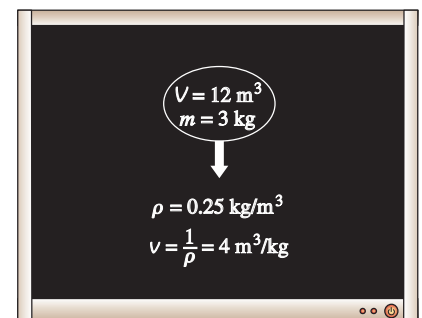 V = 12 m³
m = 3 kg
ρ = 0.25 kg/m³
v = 1/ρ = 4 m³/kg